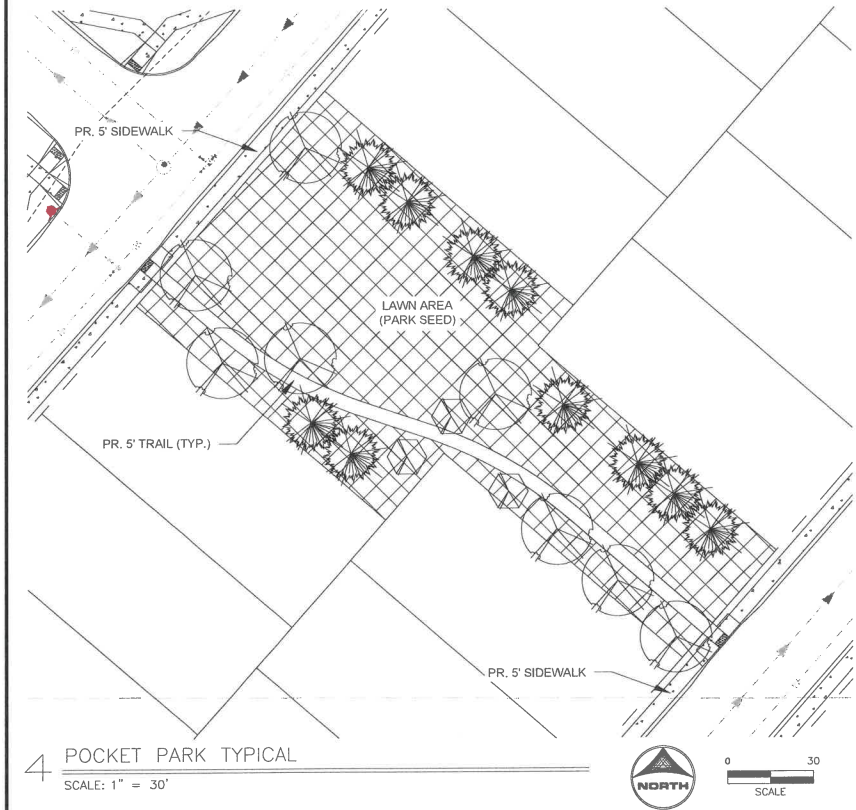 PR. 5' SIDEWALK
LAWN AREA
(PARK SEED)
PR. 5' TRAIL (TYP.)
PR. 5' SIDEWALK
4 POCKET PARK TYPICAL
SCALE: 1" = 30'
NORTH
0 30
SCALE